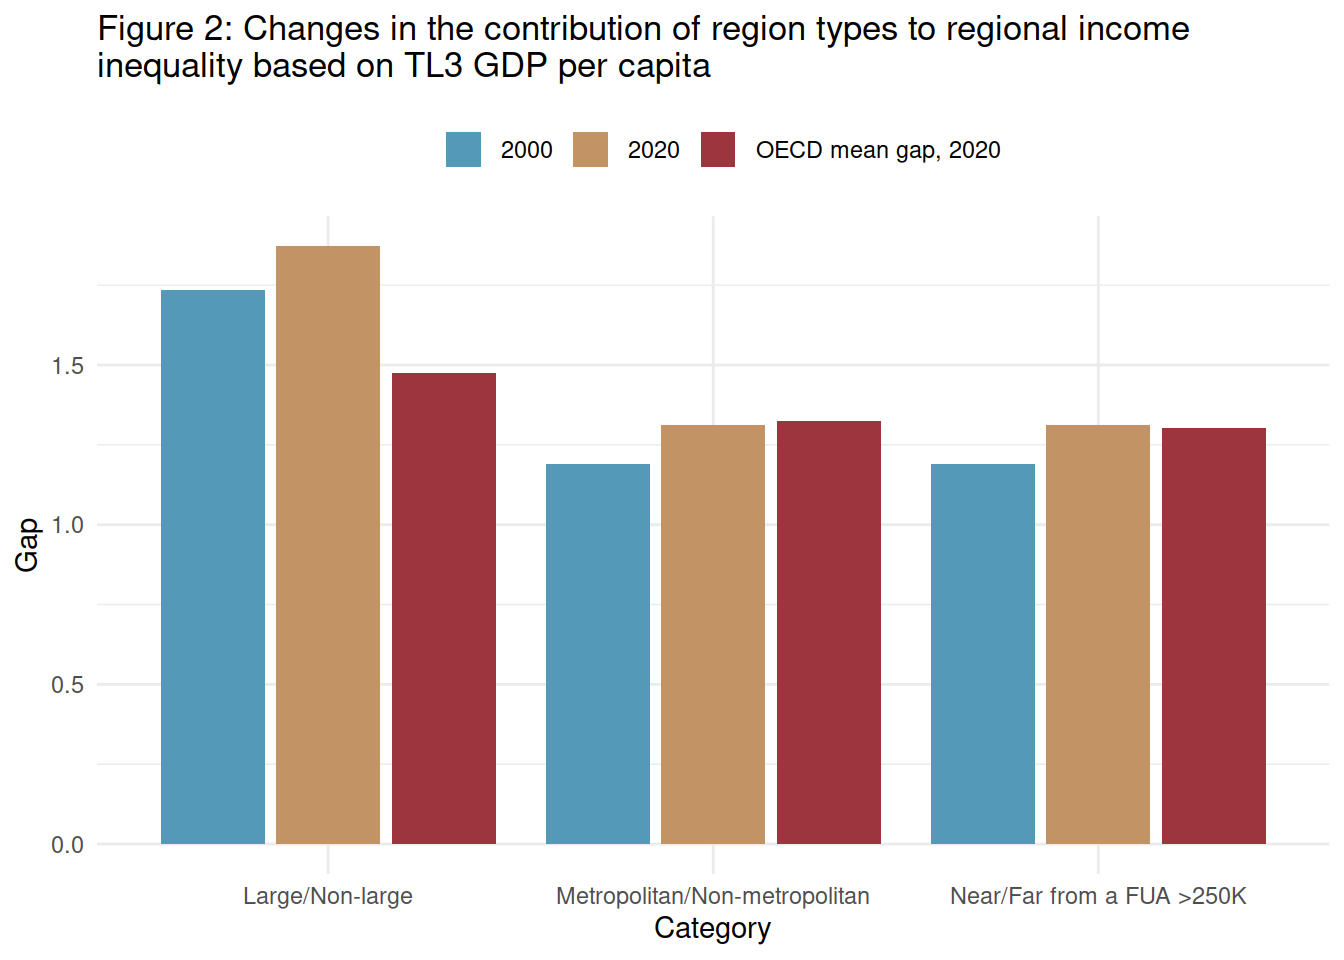 Figure 2: Changes in the contribution of region types to regional income
inequality based on TL3 GDP per capita
2000 2020 OECD mean gap, 2020
1.5
1.0
0.5
0.0
Gap
Large/Non-large Metropolitan/Non-metropolitan Near/Far from a FUA >250K
Category